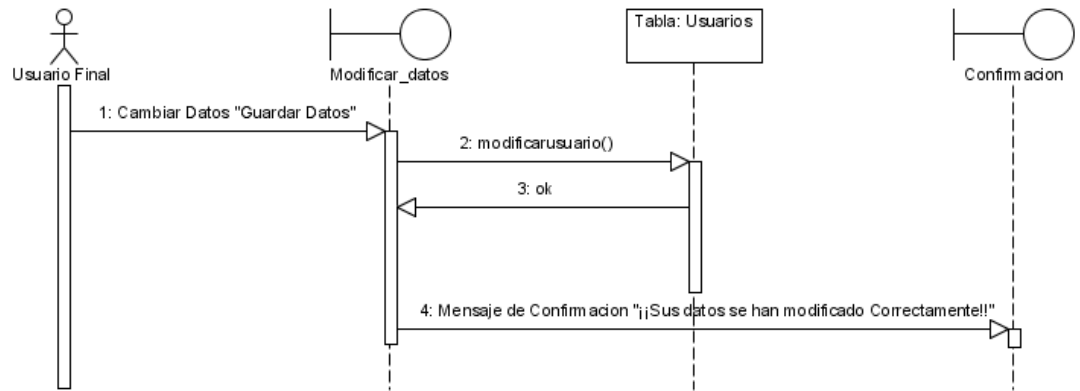 Tabla: Usuarios
Usuario Final
Modificar_datos
Confirmacion
1: Cambiar Datos "Guardar Datos"
2: modificarusuario()
3: ok
4: Mensaje de Confirmacion "¡¡Sus datos se han modificado Correctamente!!"